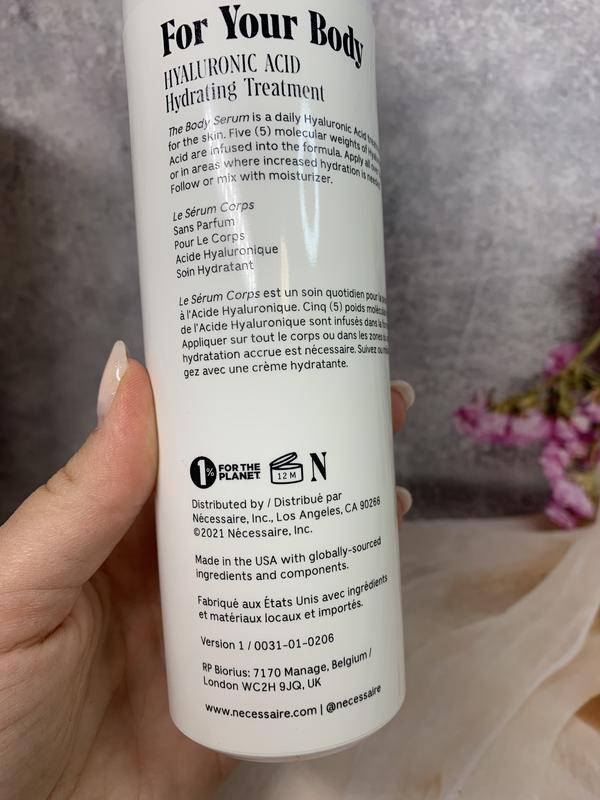 For Your Body
HYALURONIC ACID
Hydrating Treatment
The Body Serum is a daily Hyaluronic Acid
for the skin. Five (5) molecular weights of
Acid are infused into the formula. Apply all
or in areas where increased hydration is
Follow or mix with moisturizer.
Le Sérum Corps
Sans Parfum
Pour Le Corps
Acide Hyaluronique
Soin Hydratant
Le Sérum Corps est un soin quotidien pour
à l'Acide Hyaluronique. Cinq (5) poids
de l'Acide Hyaluronique sont infusés dans
Appliquer sur tout le corps ou dans les zones
hydratation accrue est nécessaire. Suivez ou
gez avec une crème hydratante.
1% FOR THE
PLANET
12 M
N
Distributed by / Distribué par
Nécessaire, Inc., Los Angeles, CA 90266
©2021 Nécessaire, Inc.
Made in the USA with globally-sourced
ingredients and components.
Fabriqué aux États Unis avec ingrédients
et matériaux locaux et importés.
Version 1 / 0031-01-0206
RP Biorius: 7170 Manage, Belgium /
London WC2H 9JQ, UK
www.necessaire.com | @necessaire